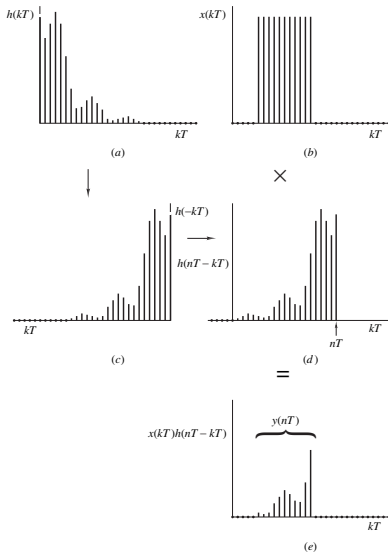 h(kT)
x(kT)
kT
kT
(a)
(b)
×
h(−kT)
h(nT − kT)
kT
kT
nT
(c)
(d)
=
y(nT)
x(kT)h(nT − kT)
kT
(e)